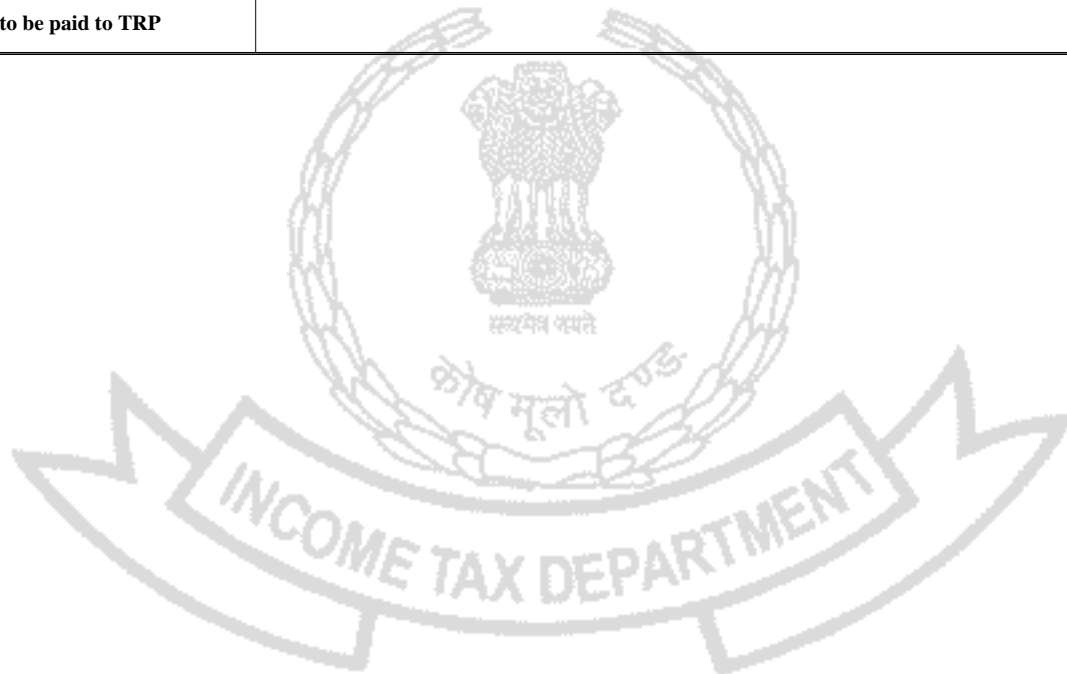 to be paid to TRP
सत्यमेव जयते
कोष मूलो दण्डः
INCOME TAX DEPARTMENT